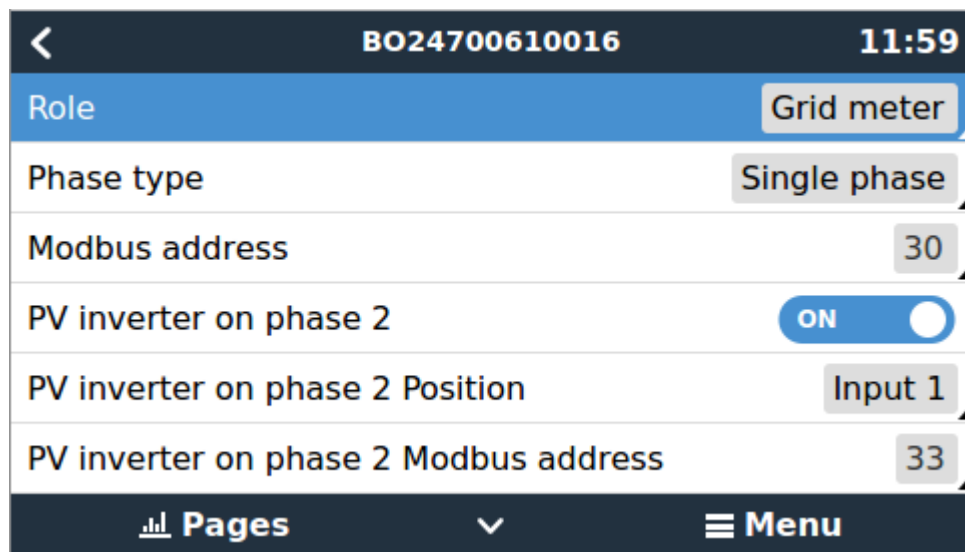 BO24700610016 11:59
Role Grid meter
Phase type Single phase
Modbus address 30
PV inverter on phase 2 ON
PV inverter on phase 2 Position Input 1
PV inverter on phase 2 Modbus address 33
Pages Menu